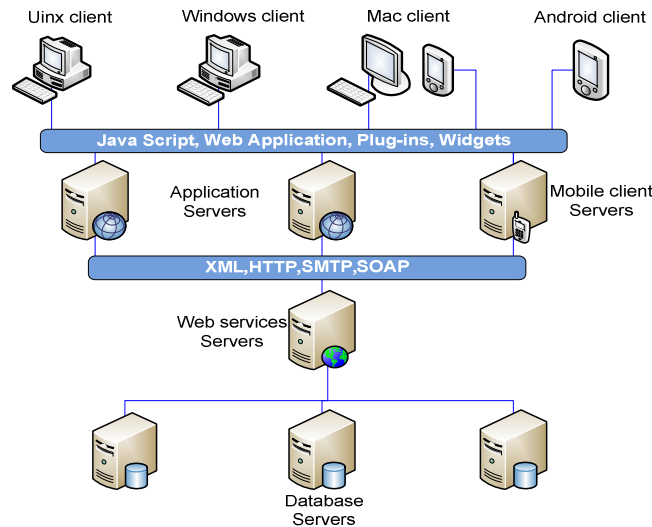 Uinx client
Windows client
Mac client
Android client
Java Script, Web Application, Plug-ins, Widgets
Application
Servers
Mobile client
Servers
XML,HTTP,SMTP,SOAP
Web services
Servers
Database
Servers